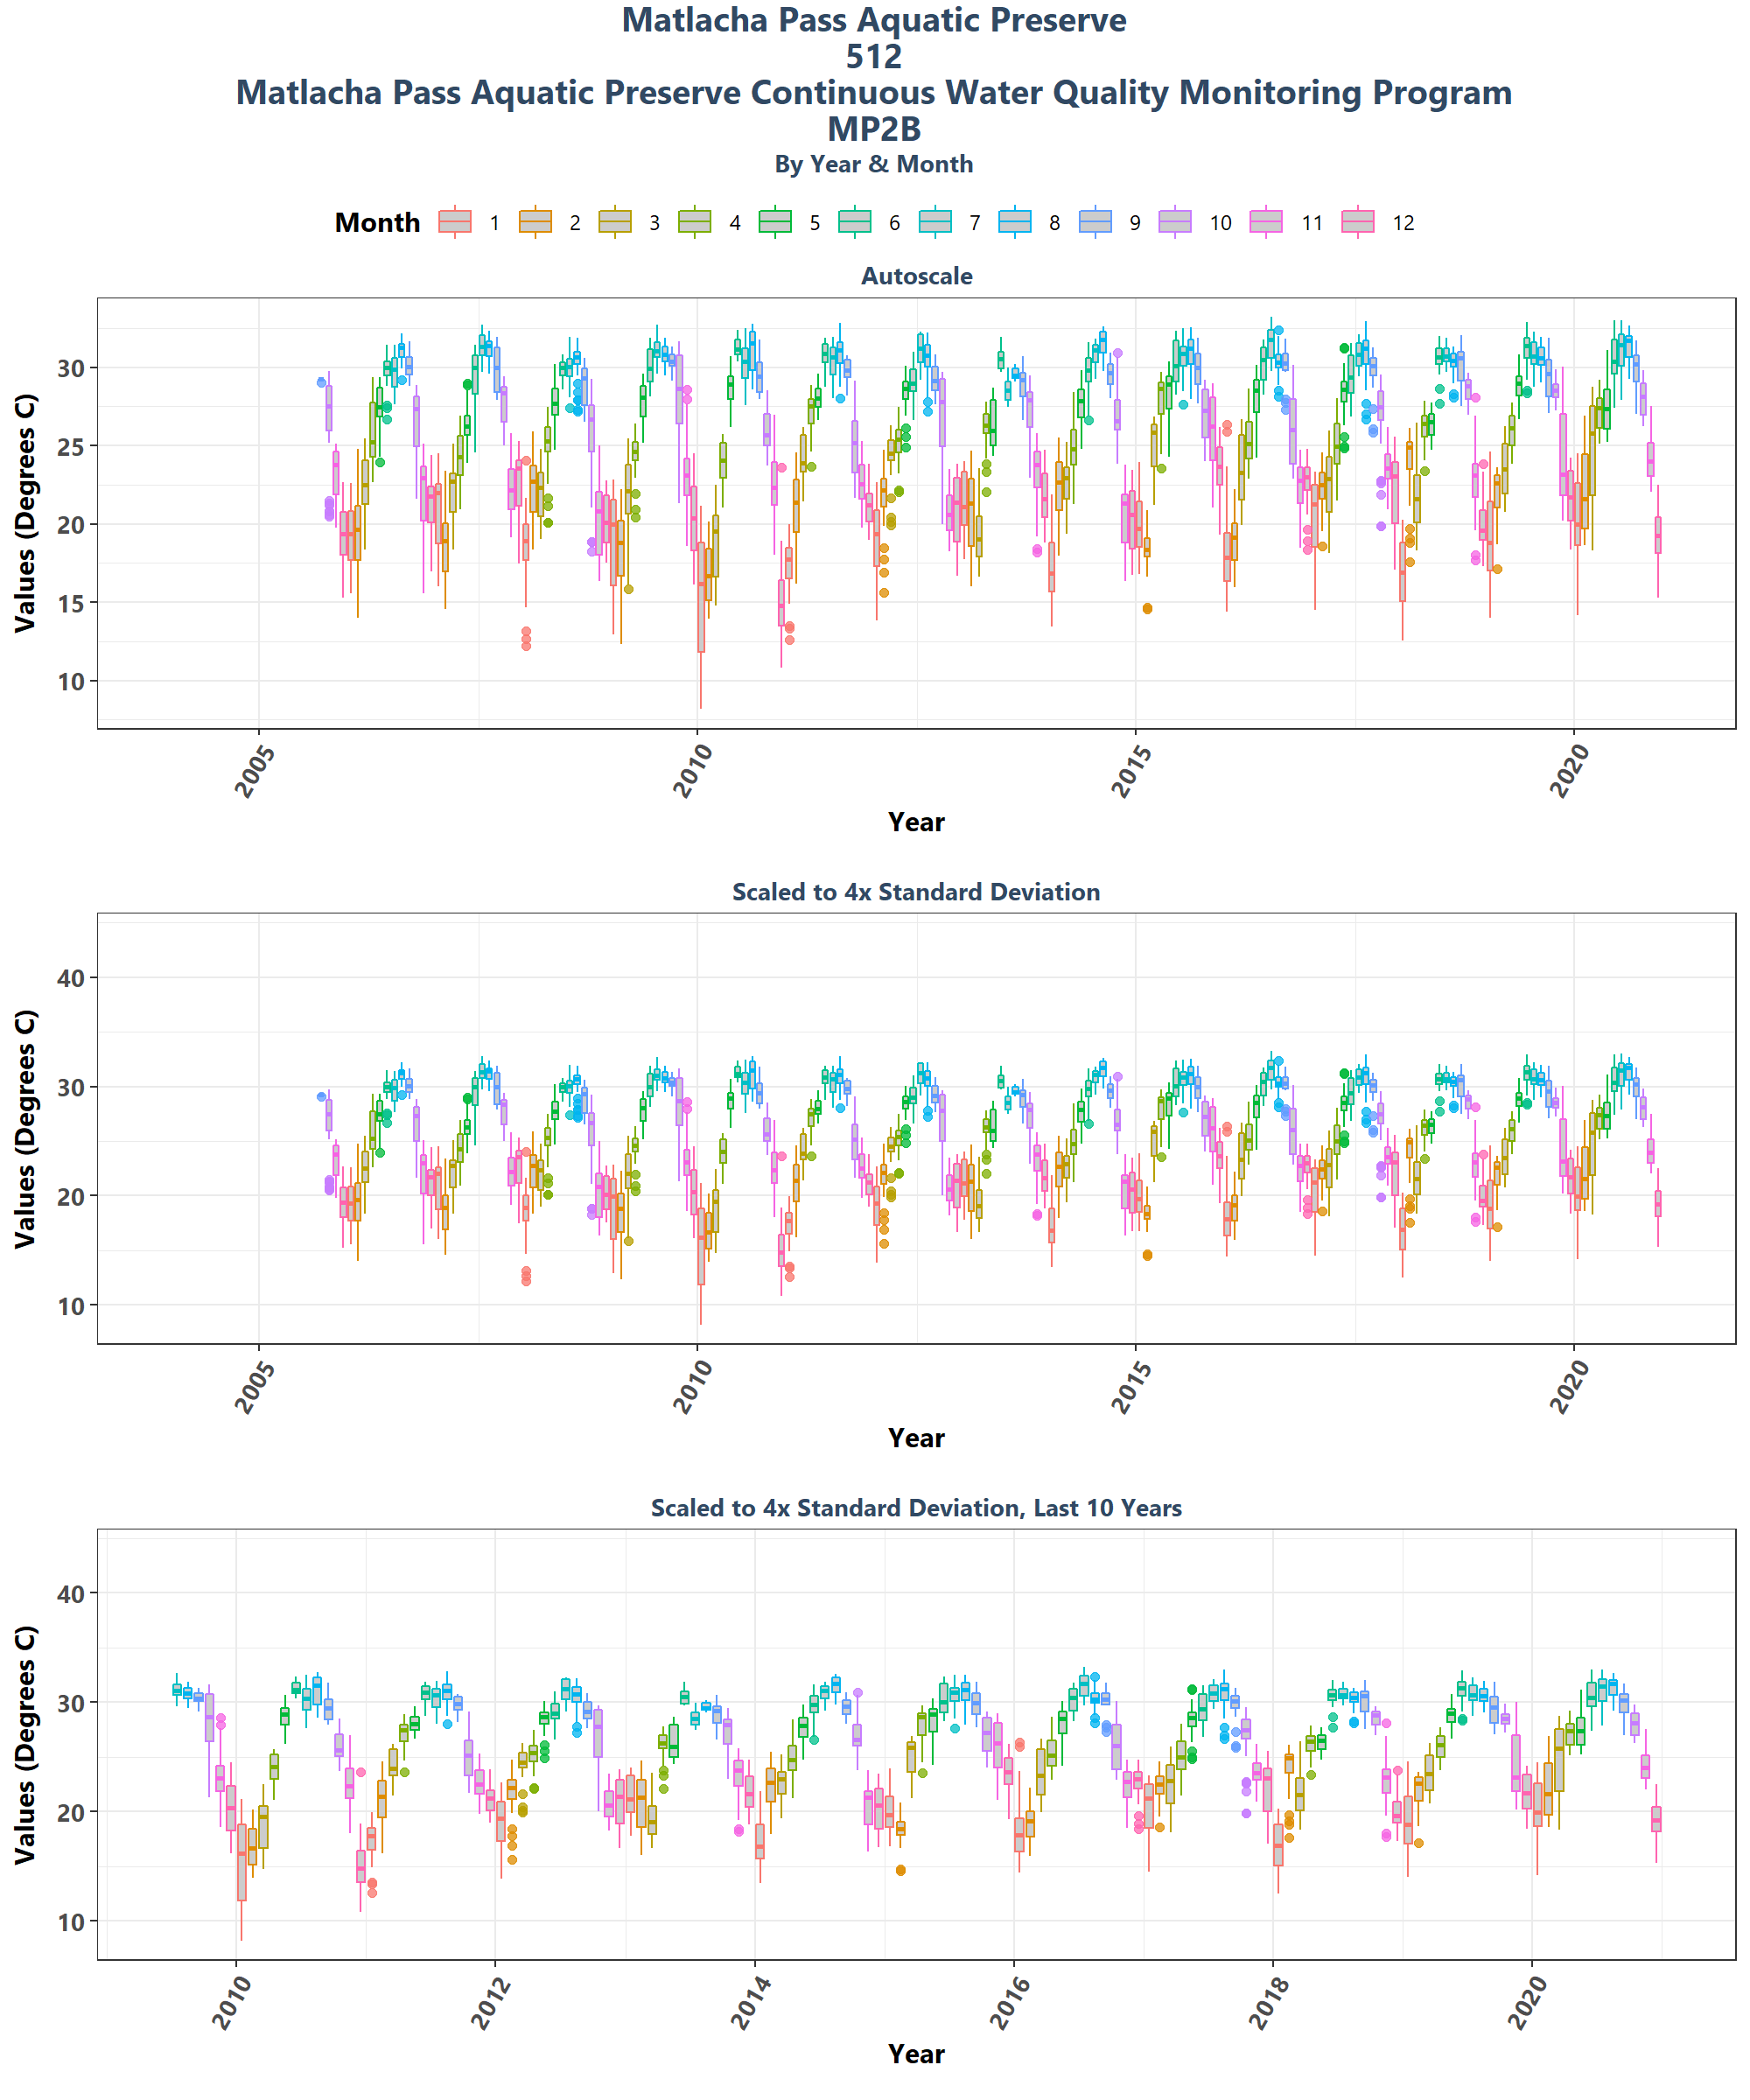 Matlacha Pass Aquatic Preserve
512
Matlacha Pass Aquatic Preserve Continuous Water Quality Monitoring Program
MP2B
By Year & Month
Month 1 2 3 4 5 6 7 8 9 10 11 12
Autoscale
Values (Degrees C)
30
25
20
15
10
2005 2010 2015 2020
Year
Scaled to 4x Standard Deviation
Values (Degrees C)
40
30
20
10
2005 2010 2015 2020
Year
Scaled to 4x Standard Deviation, Last 10 Years
Values (Degrees C)
40
30
20
10
2010 2012 2014 2016 2018 2020
Year